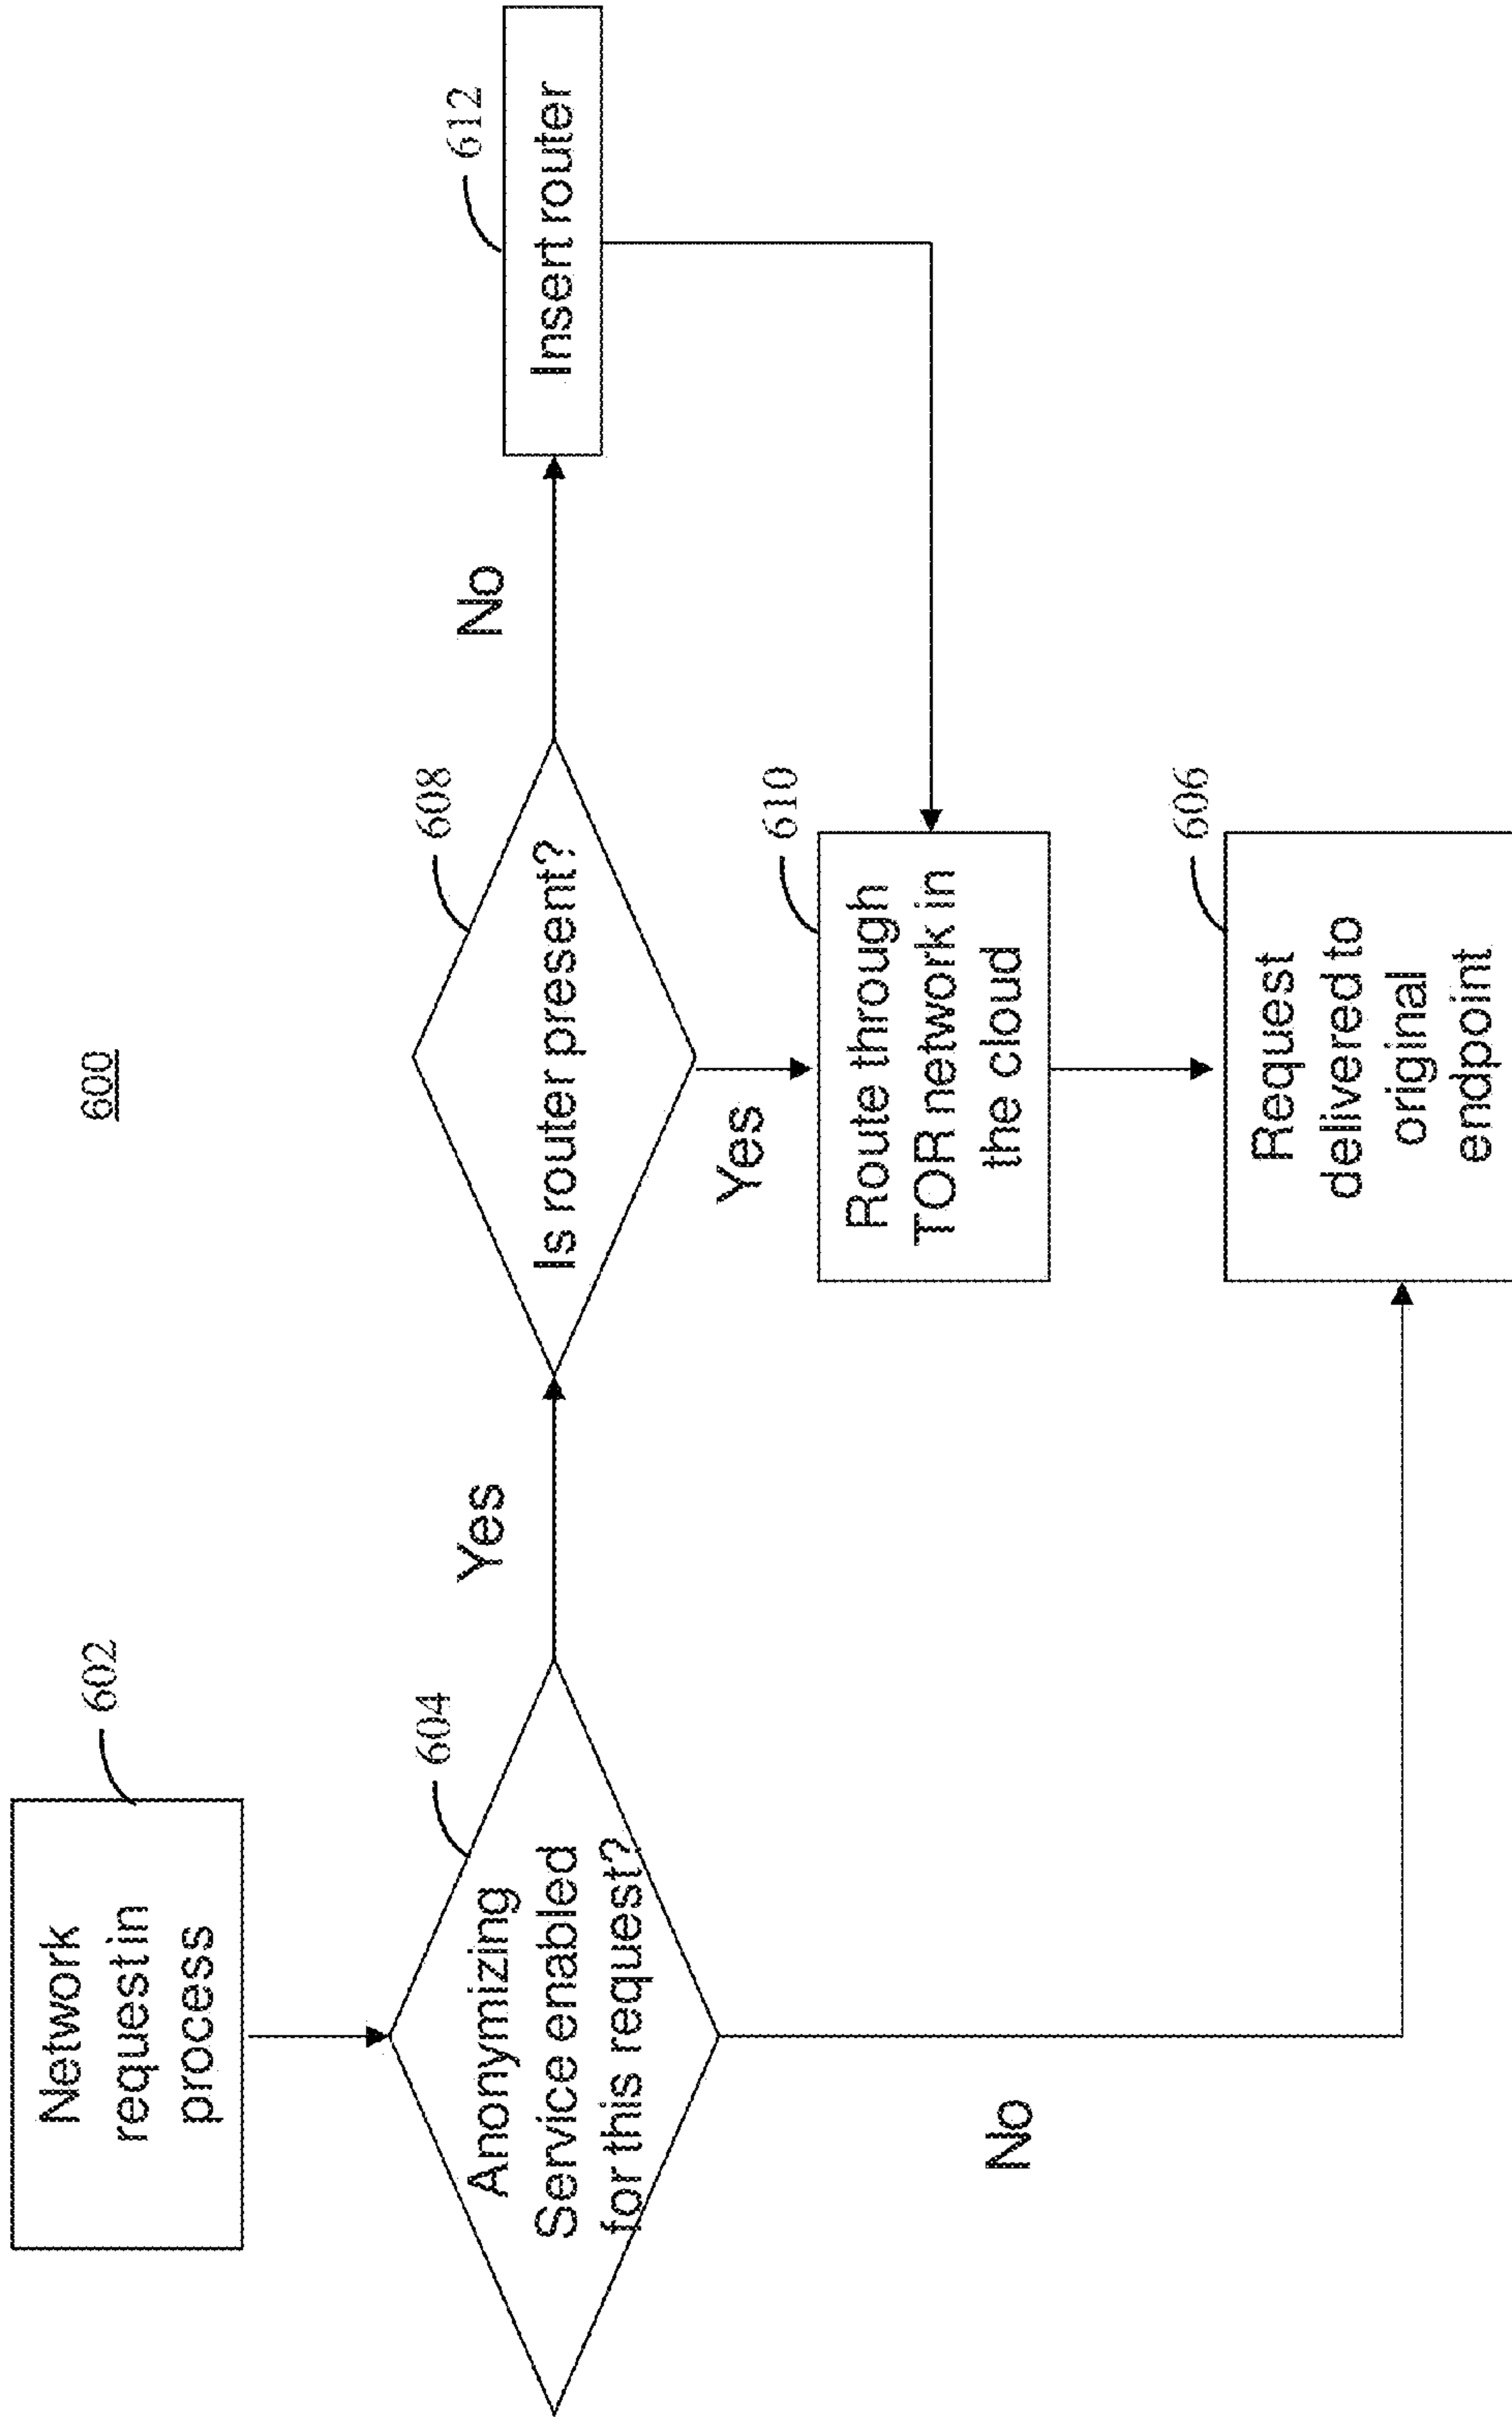 600
Network
request in
process
602
Anonymizing
Service enabled
for this request?
604
Yes
No
Is router present?
608
No
Yes
Insert router
612
Route through
TOR network in
the cloud
610
Request
delivered to
original
endpoint
606